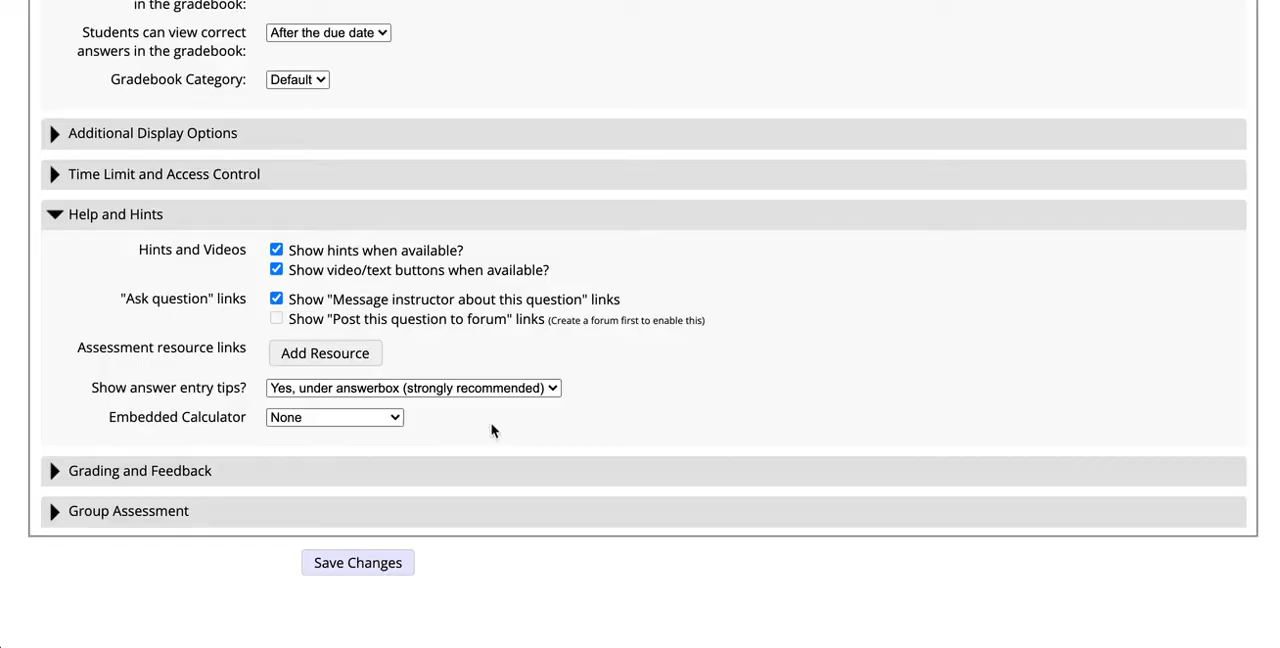 in the gradebook:
Students can view correct After the due date
answers in the gradebook:
Gradebook Category: Default
Additional Display Options
Time Limit and Access Control
Help and Hints
Hints and Videos Show hints when available?
Show video/text buttons when available?
"Ask question" links Show "Message instructor about this question" links
Show "Post this question to forum" links (Create a forum first to enable this)
Assessment resource links Add Resource
Show answer entry tips? Yes, under answerbox (strongly recommended)
Embedded Calculator None
Grading and Feedback
Group Assessment
Save Changes